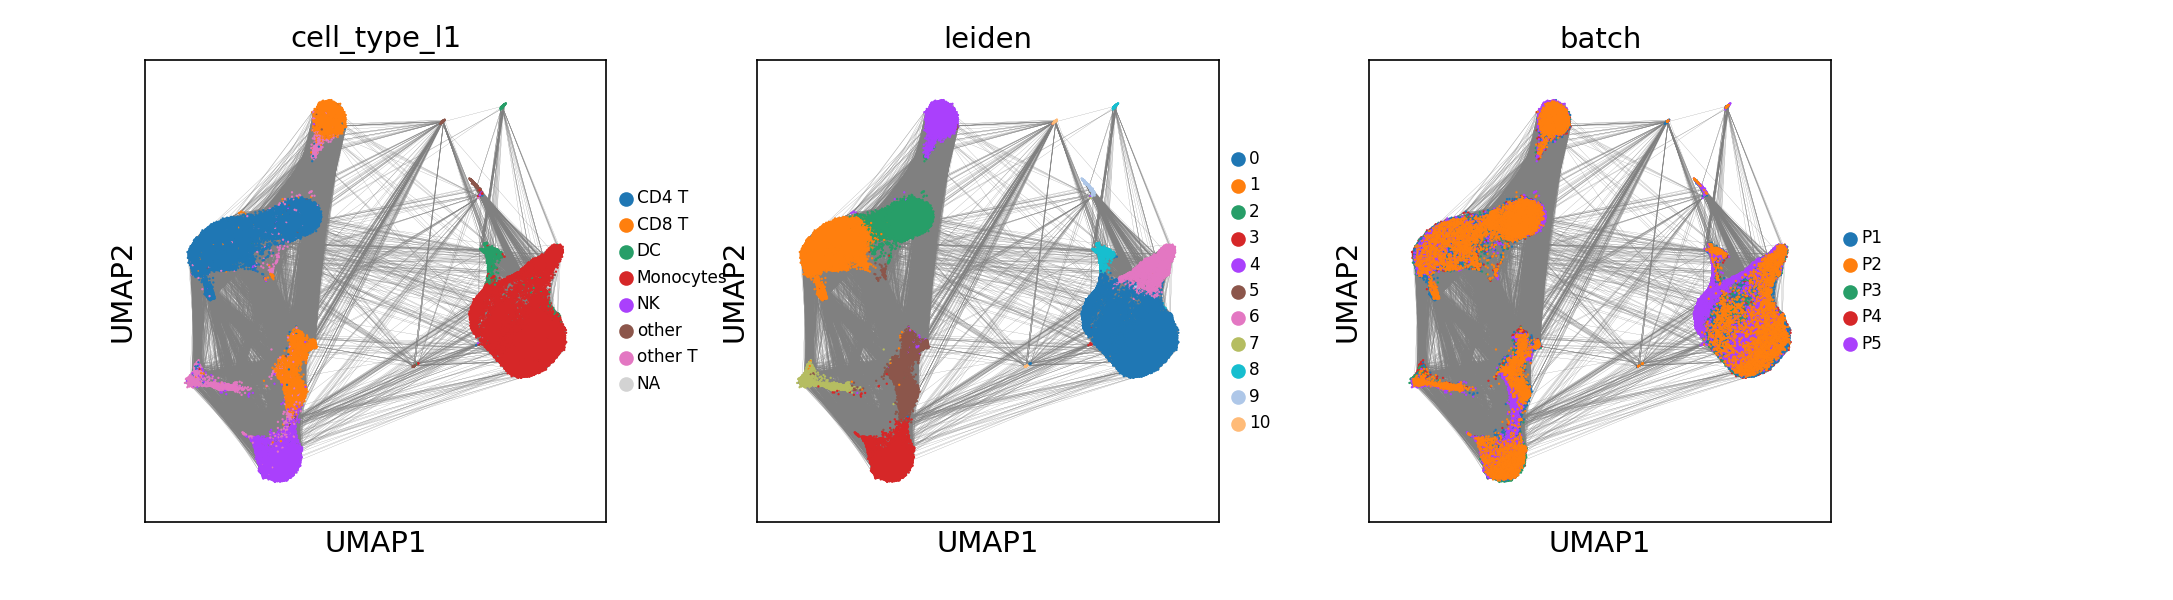 cell_type_l1
UMAP2
UMAP1
CD4 T
CD8 T
DC
Monocytes
NK
other
other T
NA
leiden
UMAP2
UMAP1
0
1
2
3
4
5
6
7
8
9
10
batch
UMAP2
UMAP1
P1
P2
P3
P4
P5